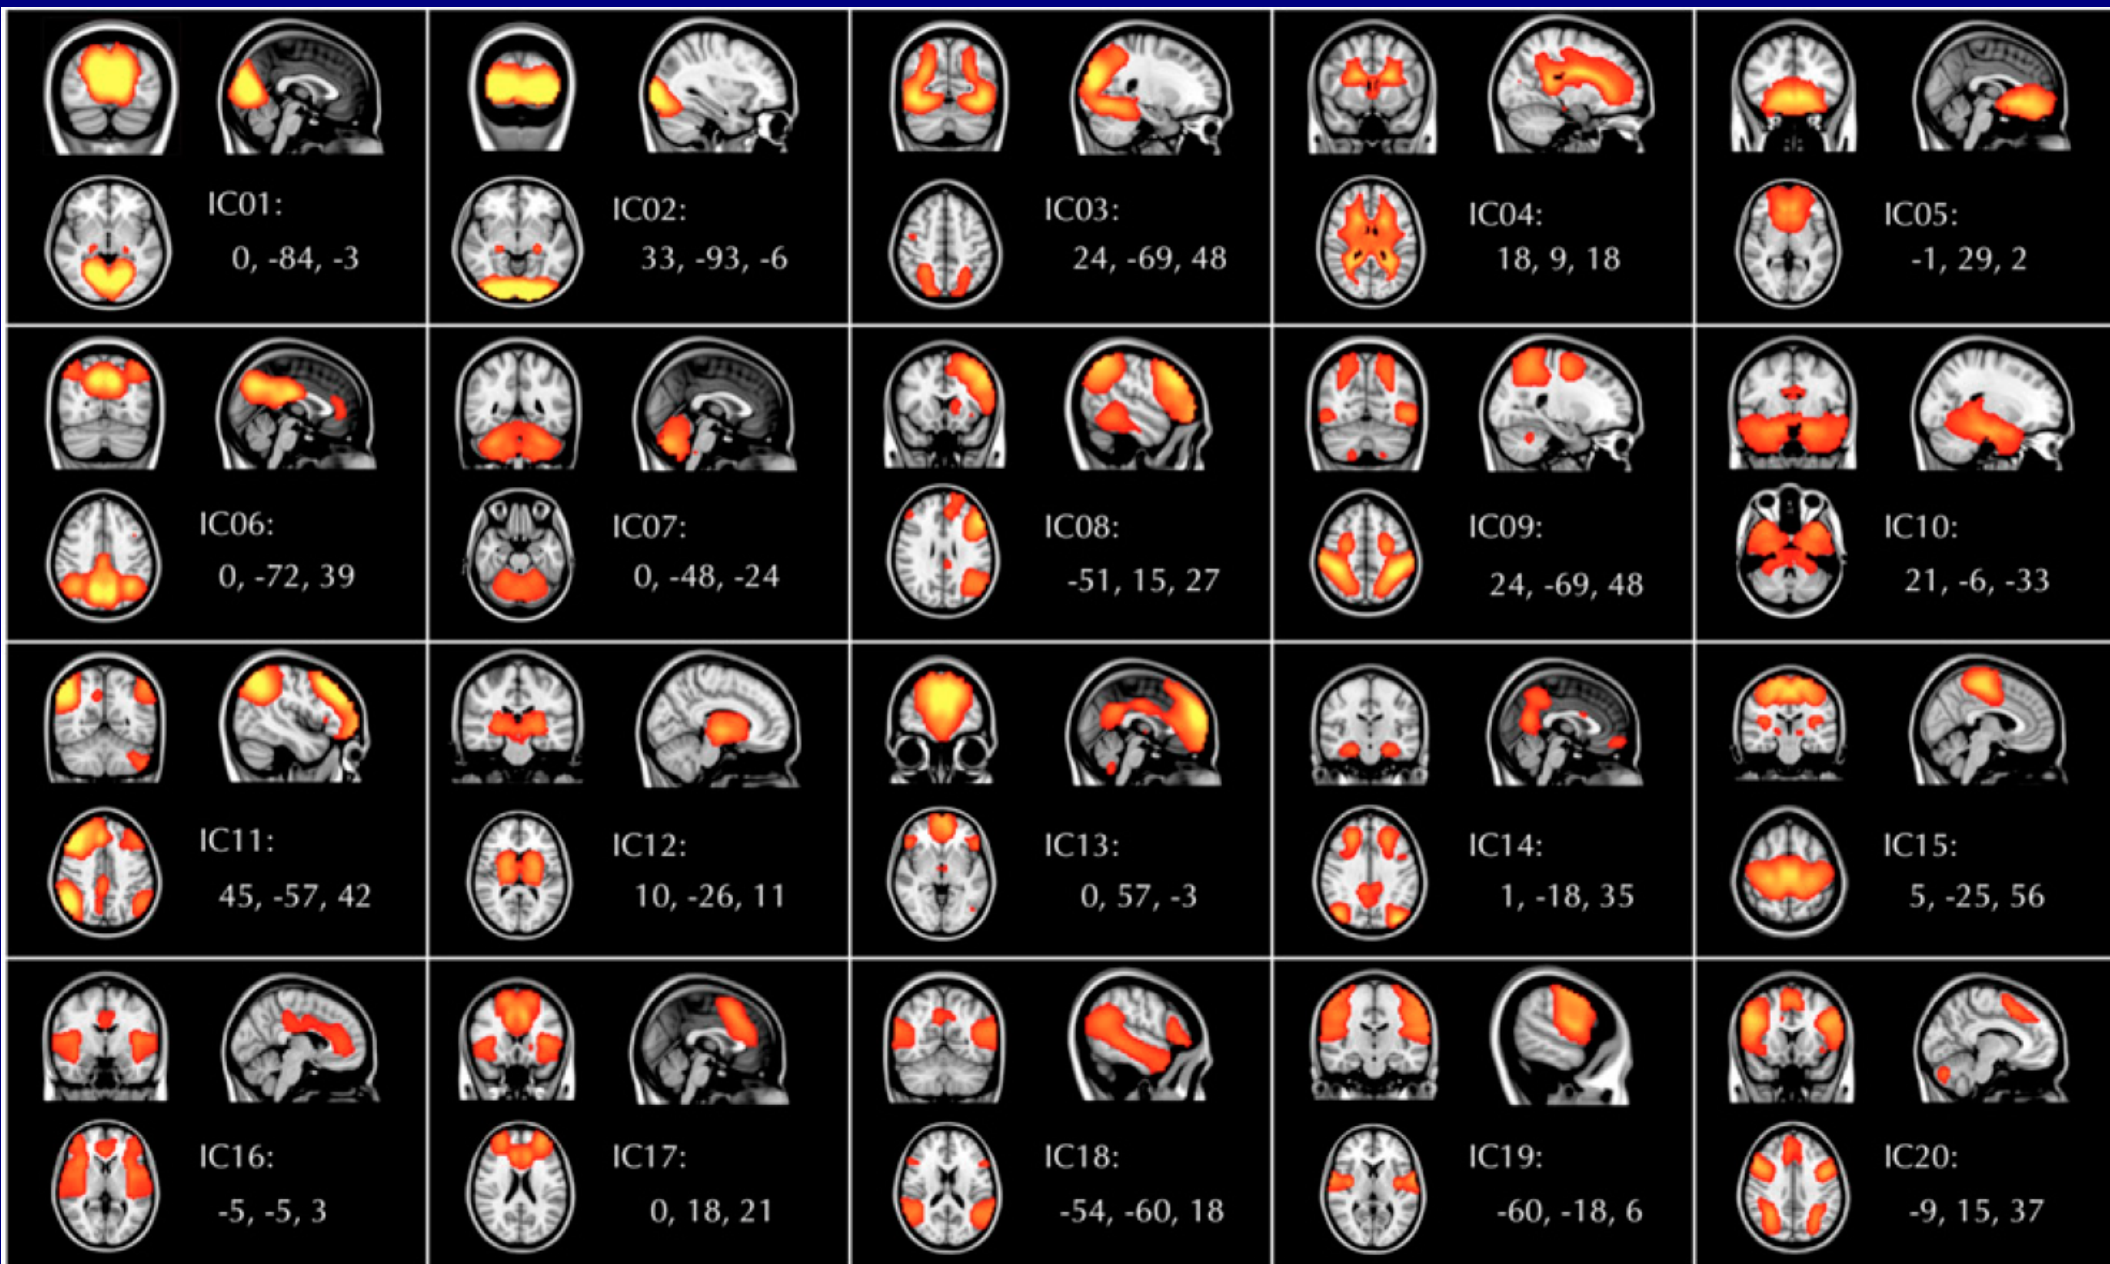 IC01:
0, -84, -3
IC02:
33, -93, -6
IC03:
24, -69, 48
IC04:
18, 9, 18
IC05:
-1, 29, 2
IC06:
0, -72, 39
IC07:
0, -48, -24
IC08:
-51, 15, 27
IC09:
24, -69, 48
IC10:
21, -6, -33
IC11:
45, -57, 42
IC12:
10, -26, 11
IC13:
0, 57, -3
IC14:
1, -18, 35
IC15:
5, -25, 56
IC16:
-5, -5, 3
IC17:
0, 18, 21
IC18:
-54, -60, 18
IC19:
-60, -18, 6
IC20:
-9, 15, 37